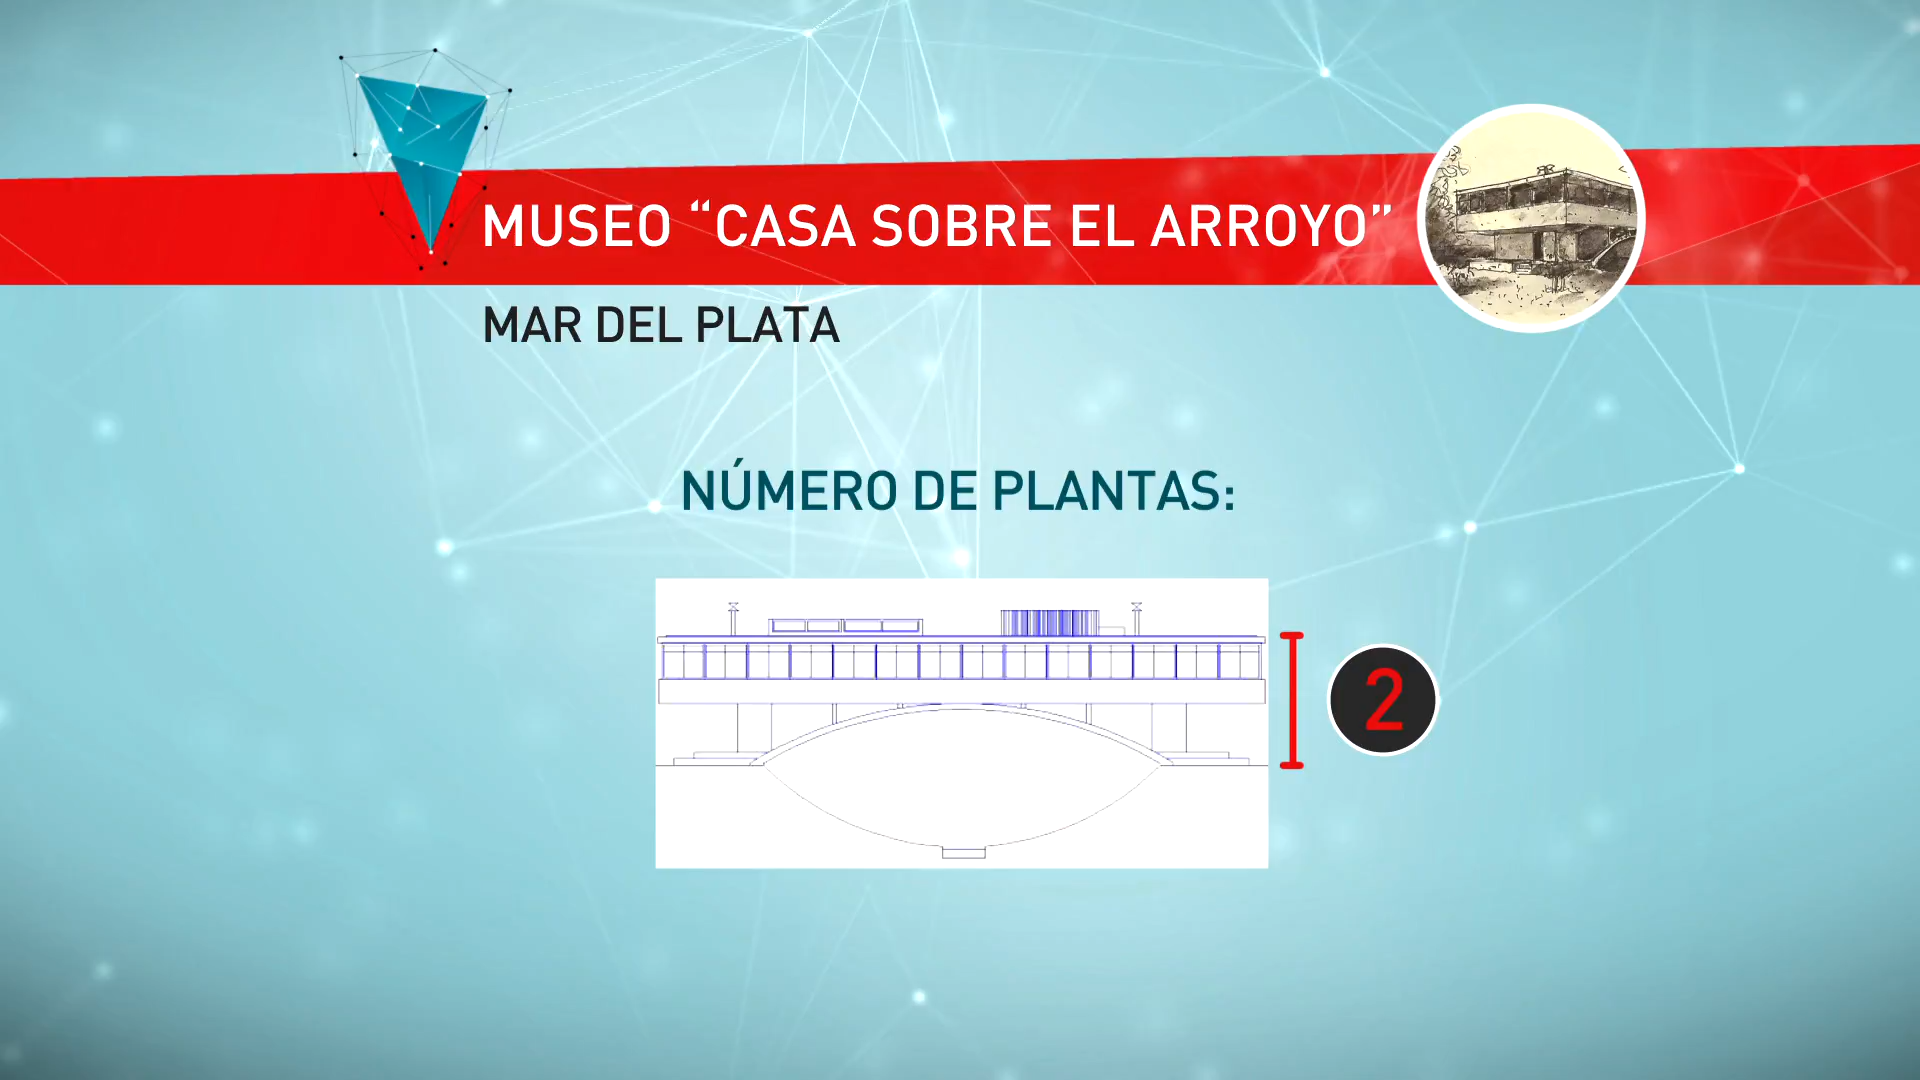 MUSEO “CASA SOBRE EL ARROYO”
MAR DEL PLATA
NÚMERO DE PLANTAS:
2